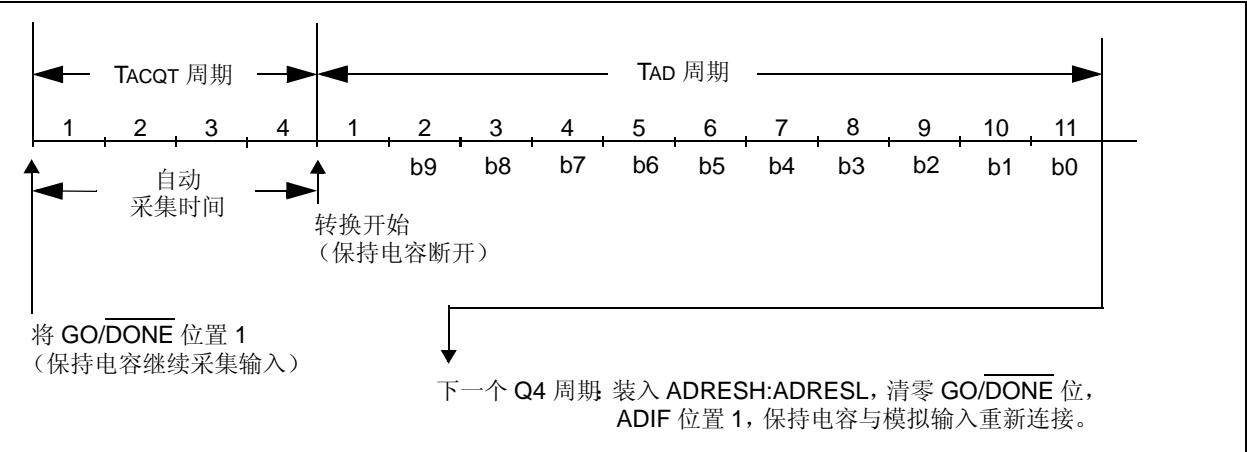 TACQT 周期 TAD 周期
1 2 3 4 1 2 3 4 5 6 7 8 9 10 11
b9 b8 b7 b6 b5 b4 b3 b2 b1 b0
自动
采集时间
转换开始
（保持电容断开）
将 GO/DONE 位置 1
（保持电容继续采集输入）
下一个 Q4 周期: 装入 ADRESH:ADRESL，清零 GO/DONE 位，
ADIF 位置 1，保持电容与模拟输入重新连接。